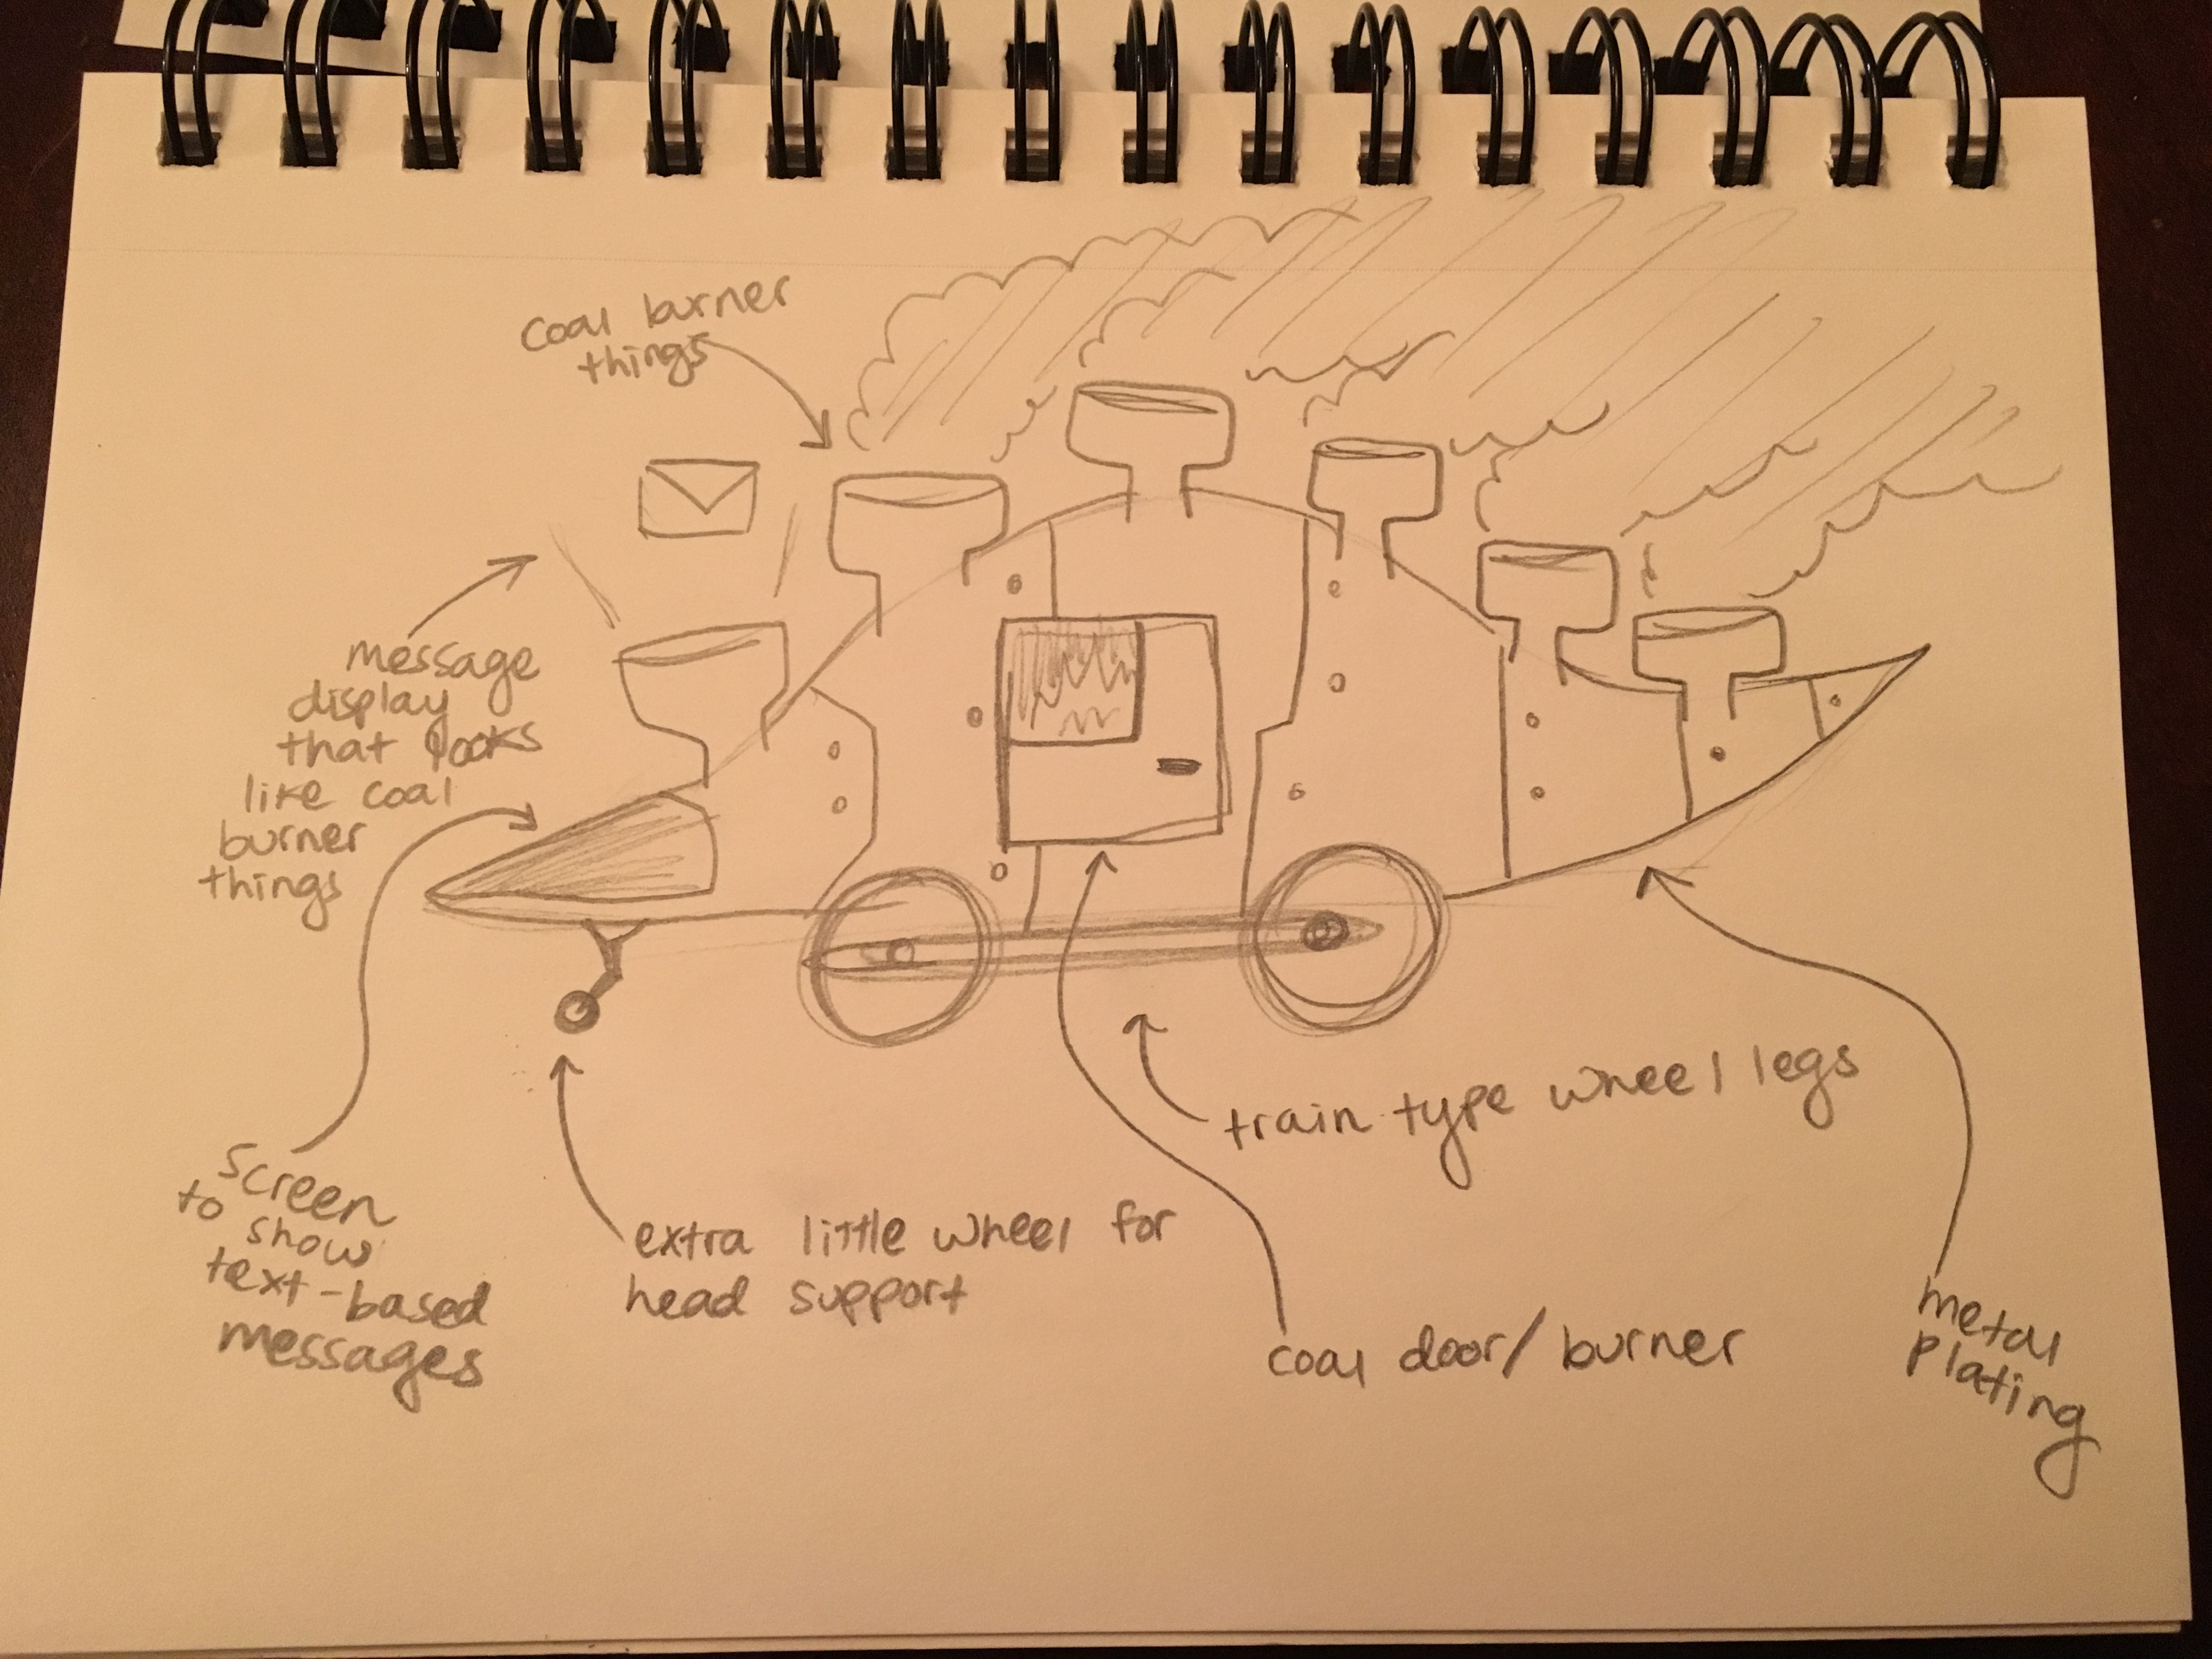 coal burner
things
message
display
that looks
like coal
burner
things
screen
to show
text-based
messages
extra little wheel for
head support
train type wheel legs
coal door/burner
metal
plating